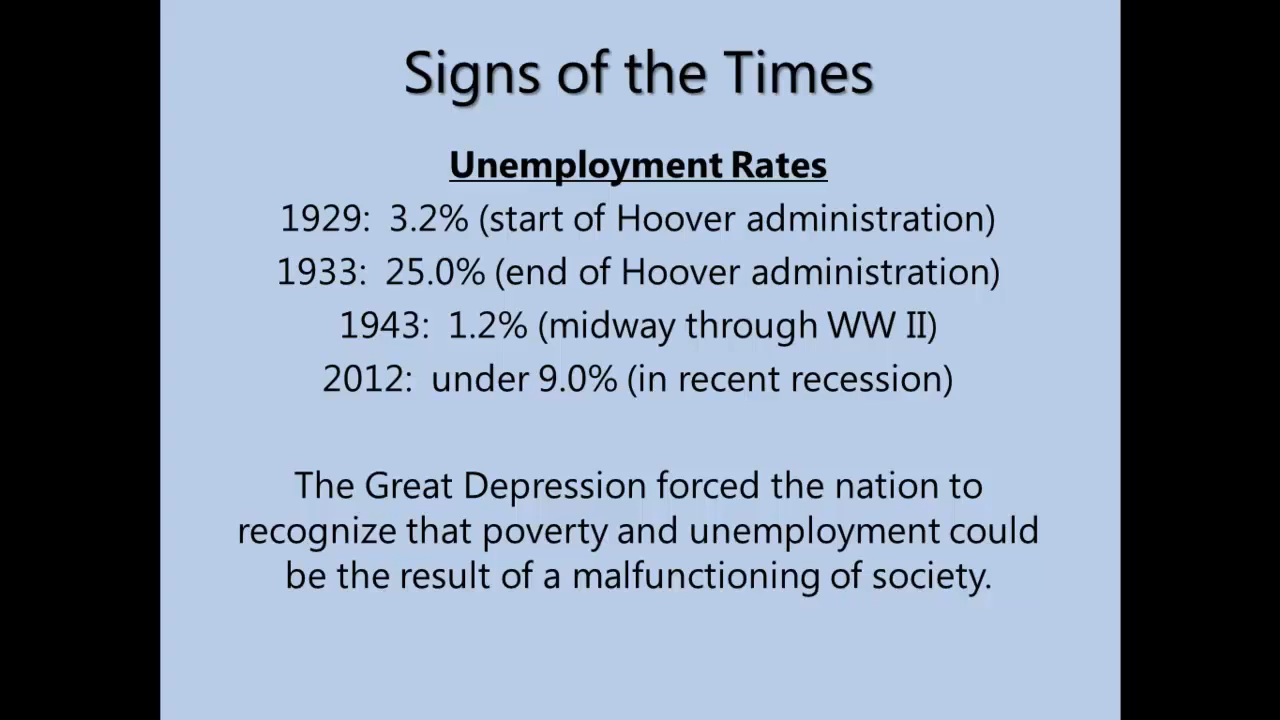 Signs of the Times
Unemployment Rates
1929:  3.2% (start of Hoover administration)
1933:  25.0% (end of Hoover administration)
1943:  1.2% (midway through WW II)
2012:  under 9.0% (in recent recession)
The Great Depression forced the nation to
recognize that poverty and unemployment could
be the result of a malfunctioning of society.